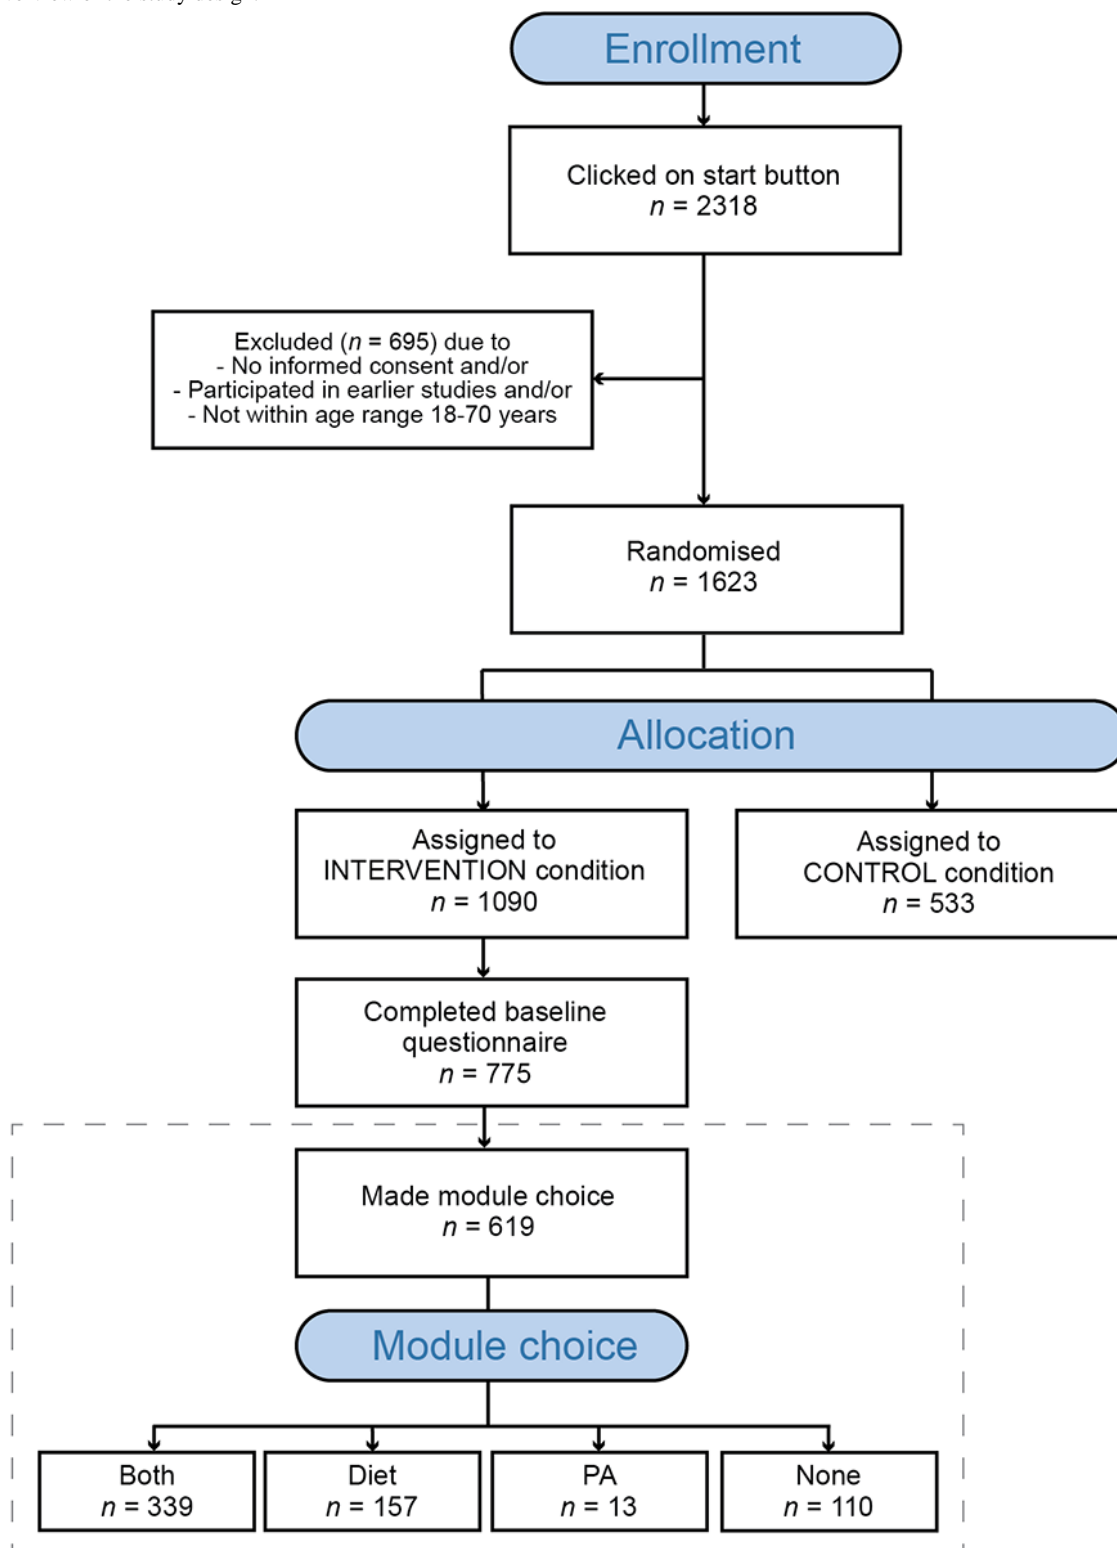 Enrollment
Clicked on start button
n = 2318
Excluded (n = 695) due to
- No informed consent and/or
- Participated in earlier studies and/or
- Not within age range 18-70 years
Randomised
n = 1623
Allocation
Assigned to
INTERVENTION condition
n = 1090
Assigned to
CONTROL condition
n = 533
Completed baseline
questionnaire
n = 775
Made module choice
n = 619
Module choice
Both
n = 339
Diet
n = 157
PA
n = 13
None
n = 110